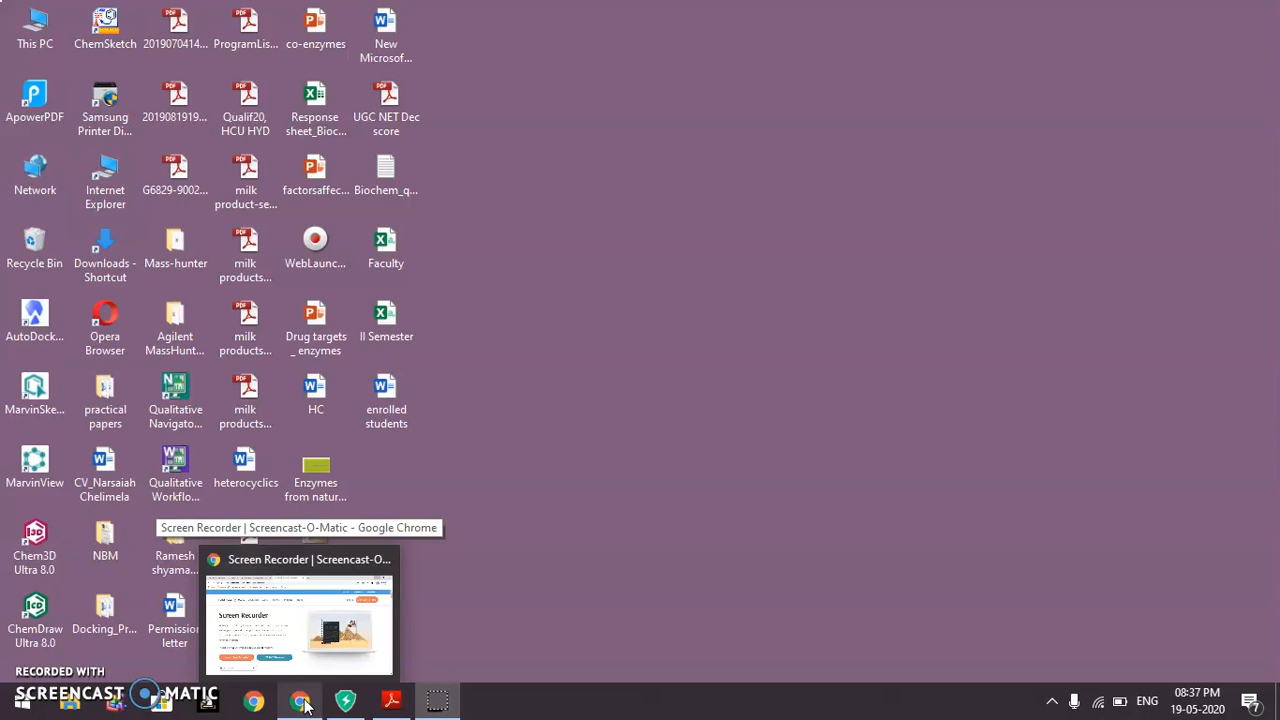 This PC
ChemSketch
2019070414...
ProgramLis...
co-enzymes
New
Microsof...
ApowerPDF
Samsung
Printer Di...
2019081919...
Qualif20,
HCU HYD
Response
sheet_Bioc...
UGC NET Dec
score
Network
Internet
Explorer
G6829-9002...
milk
product-se...
factorsaffec...
Biochem_q...
Recycle Bin
Downloads -
Shortcut
Mass-hunter
milk
products...
WebLaunc...
Faculty
AutoDock...
Opera
Browser
Agilent
MassHunt...
milk
products...
Drug targets
_ enzymes
II Semester
MarvinSke...
practical
papers
Qualitative
Navigato...
milk
products...
HC
enrolled
students
MarvinView
CV_Narsaiah
Chelimela
Qualitative
Workflo...
heterocyclics
Enzymes
from natur...
Screen Recorder | Screencast-O-Matic - Google Chrome
Chem3D
Ultra 8.0
NBM
Ramesh
shyama...
Screen Recorder | Screencast-O...
Screen Recorder
ChemDraw
Ultra 8.0
Docking_Pr...
Permission
letter
RECORDED WITH
SCREENCAST MATIC
ENG
08:37 PM
19-05-2020
7